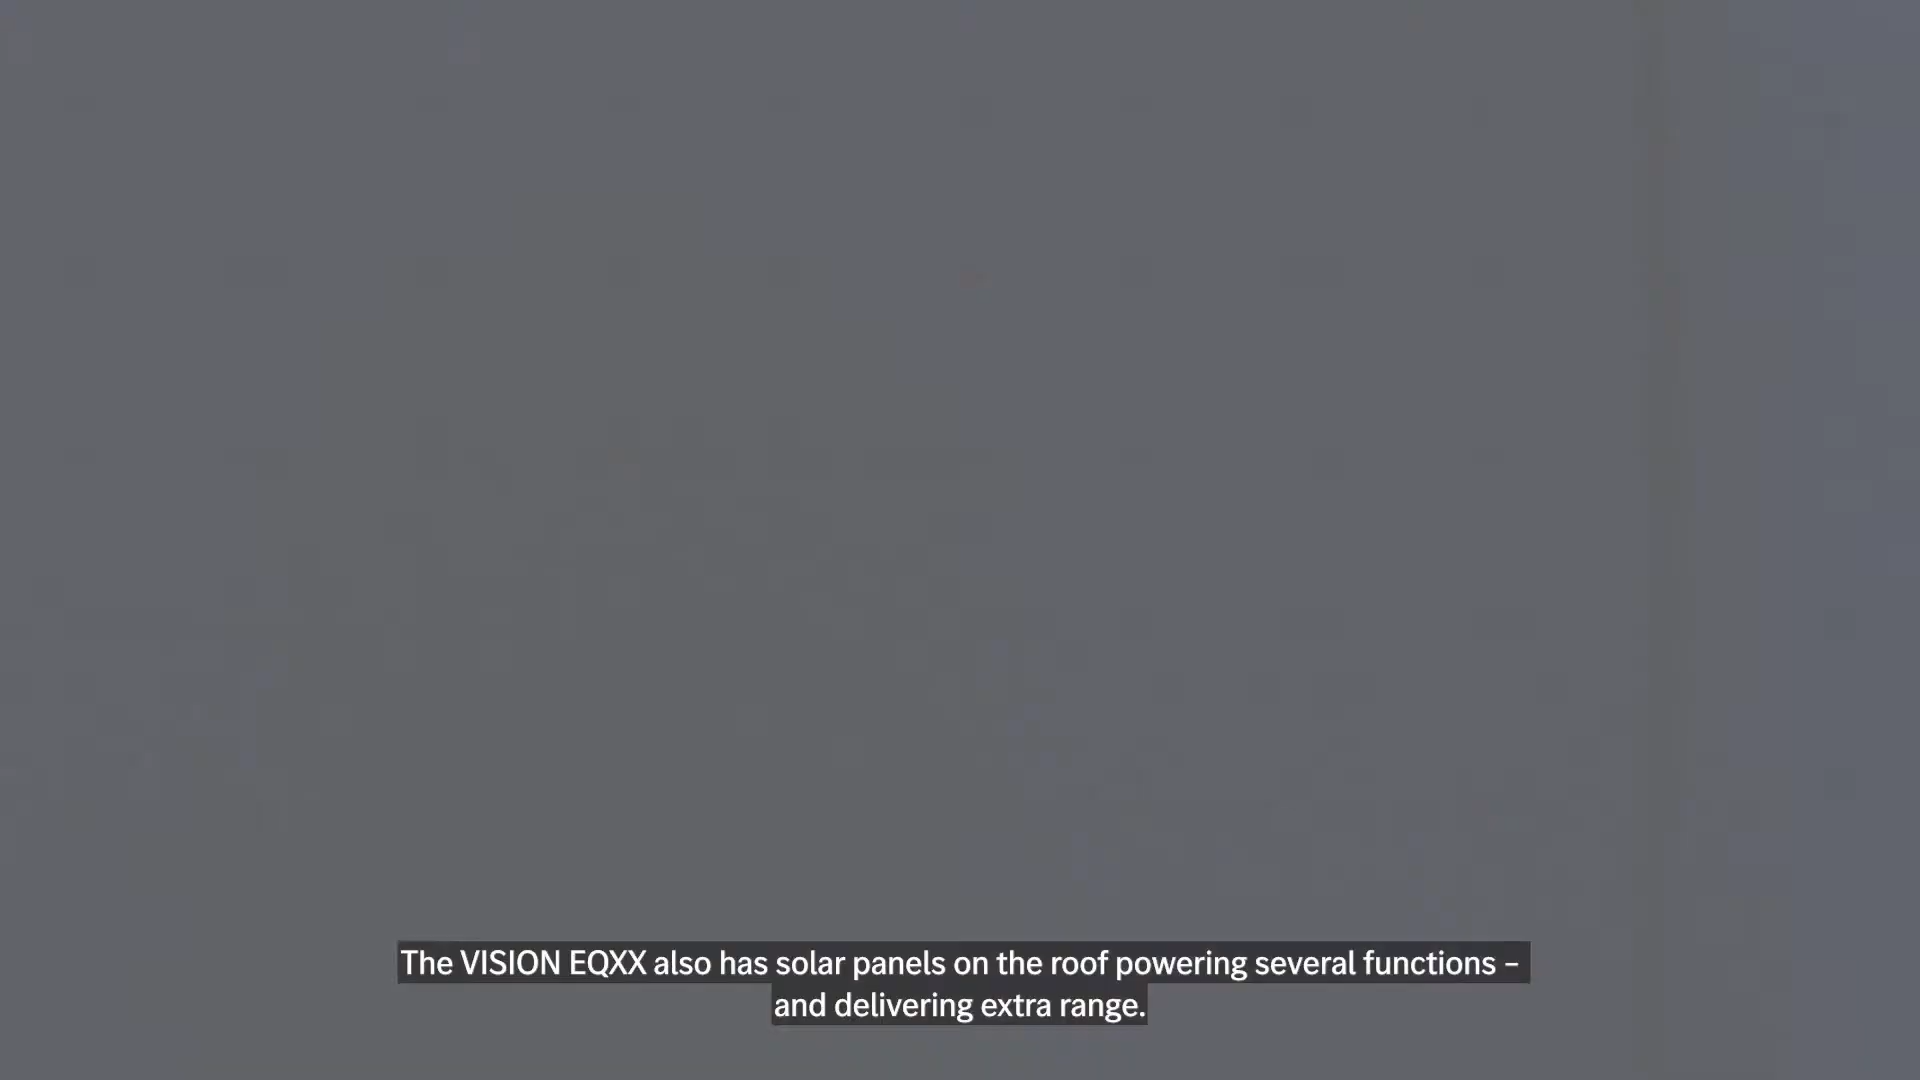 The VISION EQXX also has solar panels on the roof powering several functions –
and delivering extra range.